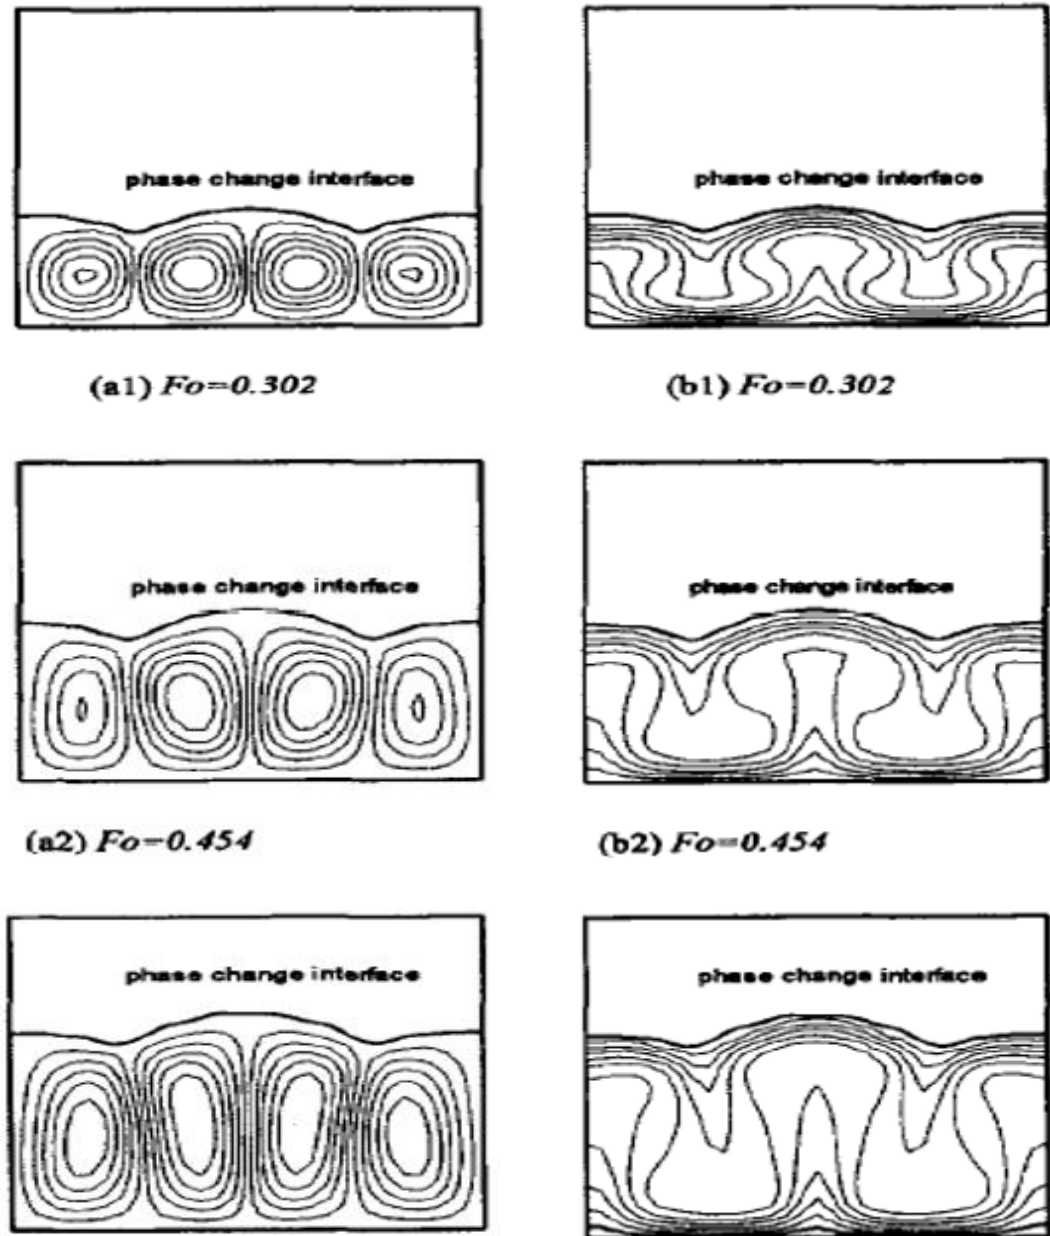 phase change interface
phase change interface
(a1) Fo=0.302
(b1) Fo=0.302
phase change interface
phase change interface
(a2) Fo=0.454
(b2) Fo=0.454
phase change interface
phase change interface